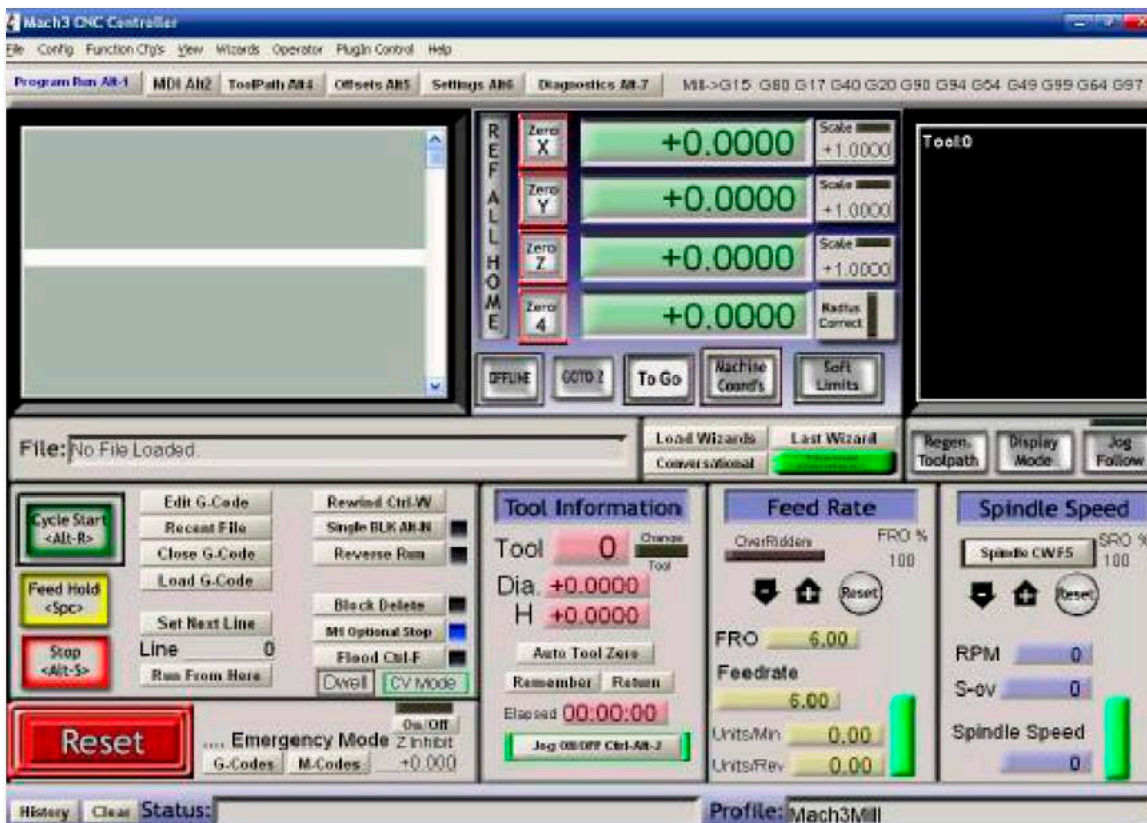 Mach3 CNC Controller
File Config Function Cfg's View Wizards Operator PlugIn Control Help
Program Run Alt-1 MDI Alt2 ToolPath Alt4 Offsets Alt5 Settings Alt6 Diagnostics Alt-7 Mill->G15 G80 G17 G40 G20 G90 G94 G54 G49 G99 G64 G97
REF ALL HOME
Zero X +0.0000 Scale +1.0000
Zero Y +0.0000 Scale +1.0000
Zero Z +0.0000 Scale +1.0000
Zero 4 +0.0000 Radius Correct
OFFLINE GOTO Z To Go Machine Coord's Soft Limits
Tool:0
File: No File Loaded.
Load Wizards Last Wizard
Conversational
Regen. Toolpath Display Mode Jog Follow
Cycle Start <Alt-R>
Feed Hold <Spc>
Stop <Alt-S>
Edit G-Code
Recent File
Close G-Code
Load G-Code
Set Next Line
Line 0
Run From Here
Rewind Ctrl-W
Single BLK Alt-N
Reverse Run
Block Delete
M1 Optional Stop
Flood Ctrl-F
Dwell CV Mode
Reset
.... Emergency Mode
G-Codes M-Codes
On/Off
Z Inhibit
+0.000
Tool Information
Tool 0 Change Tool
Dia. +0.0000
H +0.0000
Auto Tool Zero
Remember Return
Elapsed 00:00:00
Jog ON/OFF Ctrl-Alt-J
Feed Rate
OverRidden FRO %
100
Reset
FRO 6.00
Feedrate
6.00
Units/Min 0.00
Units/Rev 0.00
Spindle Speed
Spindle CW F5 SRO %
100
Reset
RPM 0
S-ov 0
Spindle Speed
0
History Clear Status:
Profile: Mach3Mill